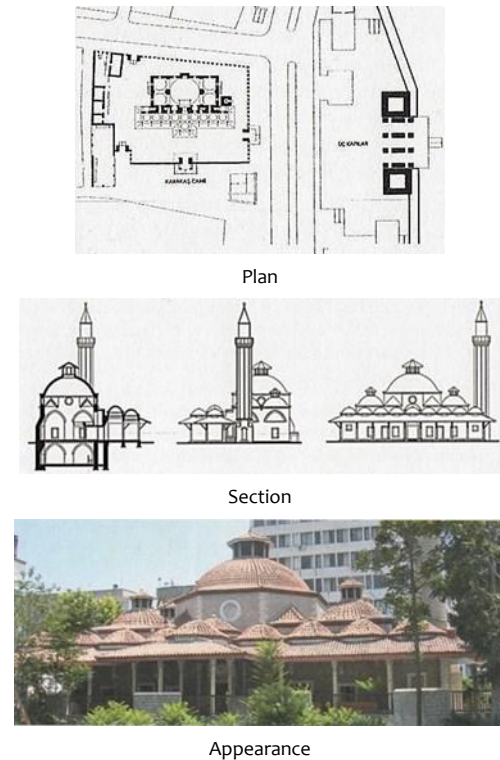 ÜÇ KAPILAR
KARAKAŞ CAMİ
Plan
Section
Appearance